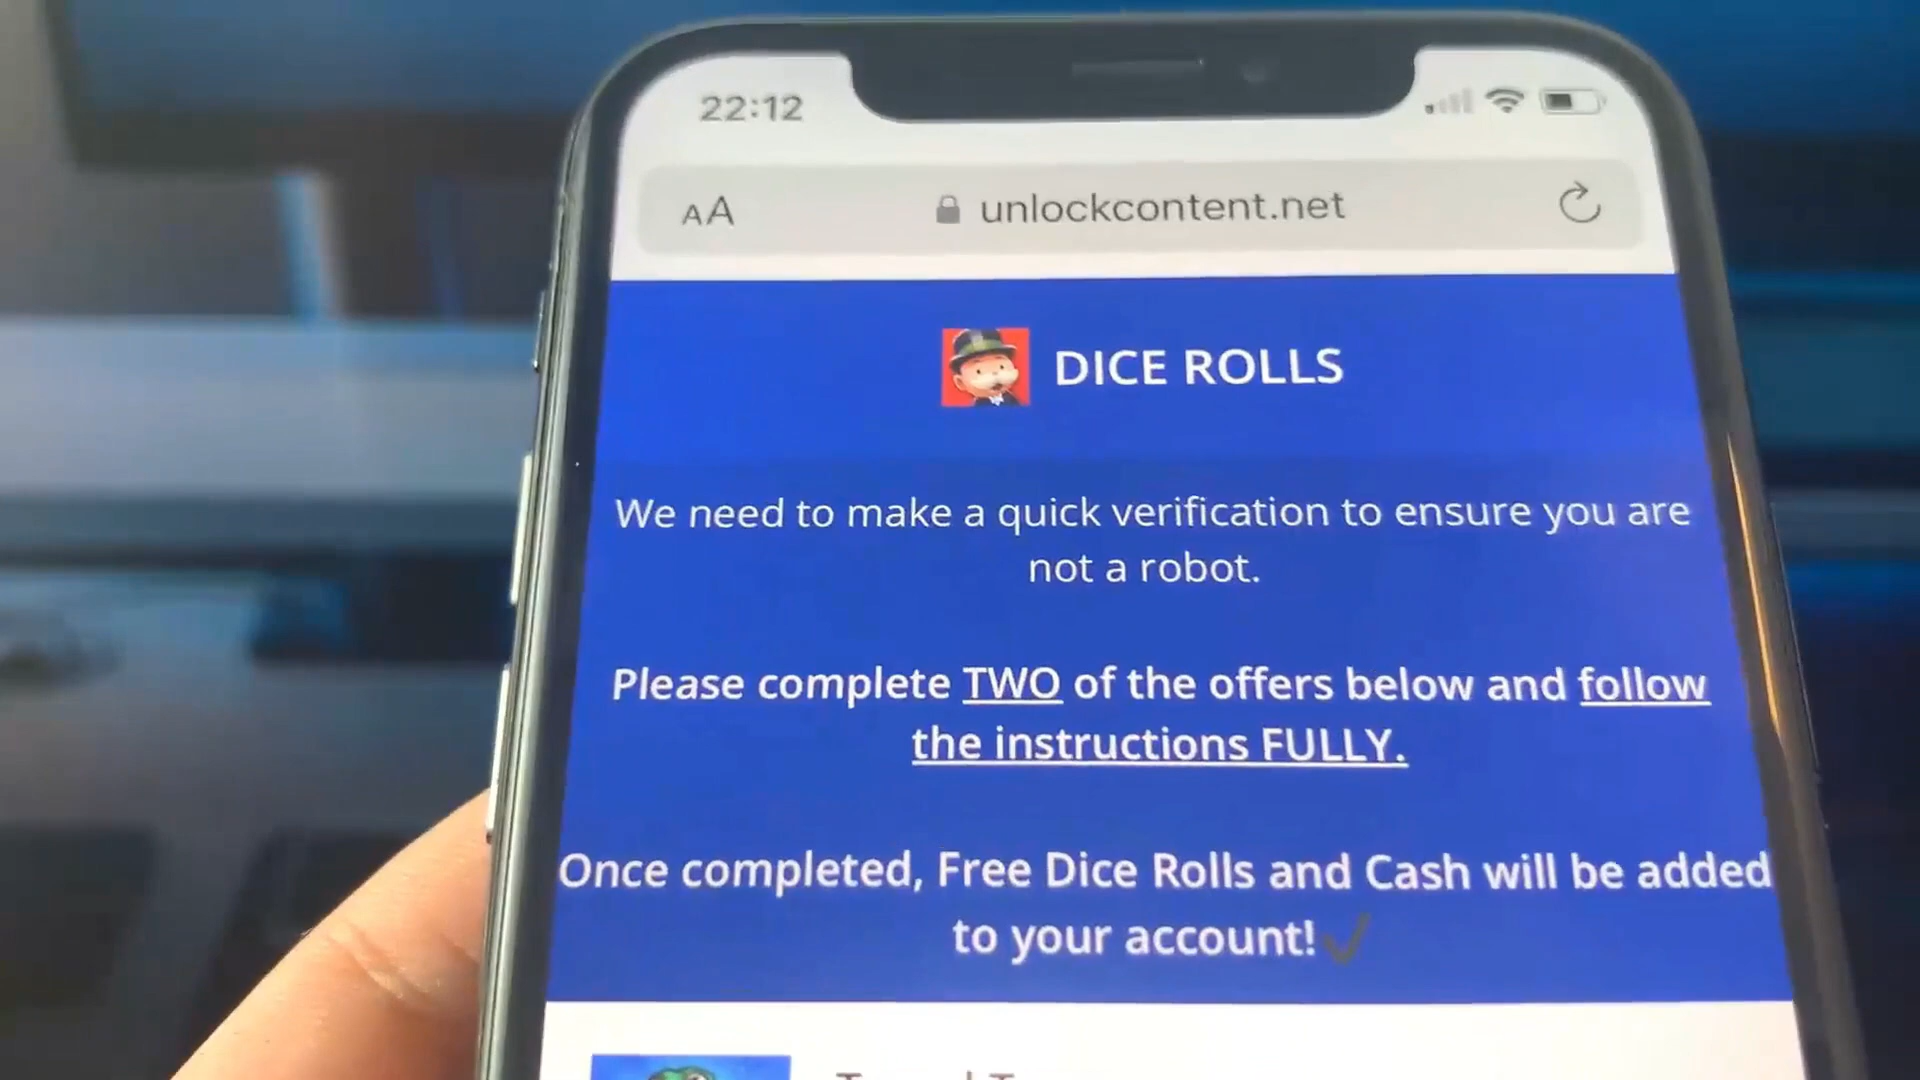 22:12
AA unlockcontent.net
DICE ROLLS
We need to make a quick verification to ensure you are
not a robot.
Please complete TWO of the offers below and follow
the instructions FULLY.
Once completed, Free Dice Rolls and Cash will be added
to your account!✓